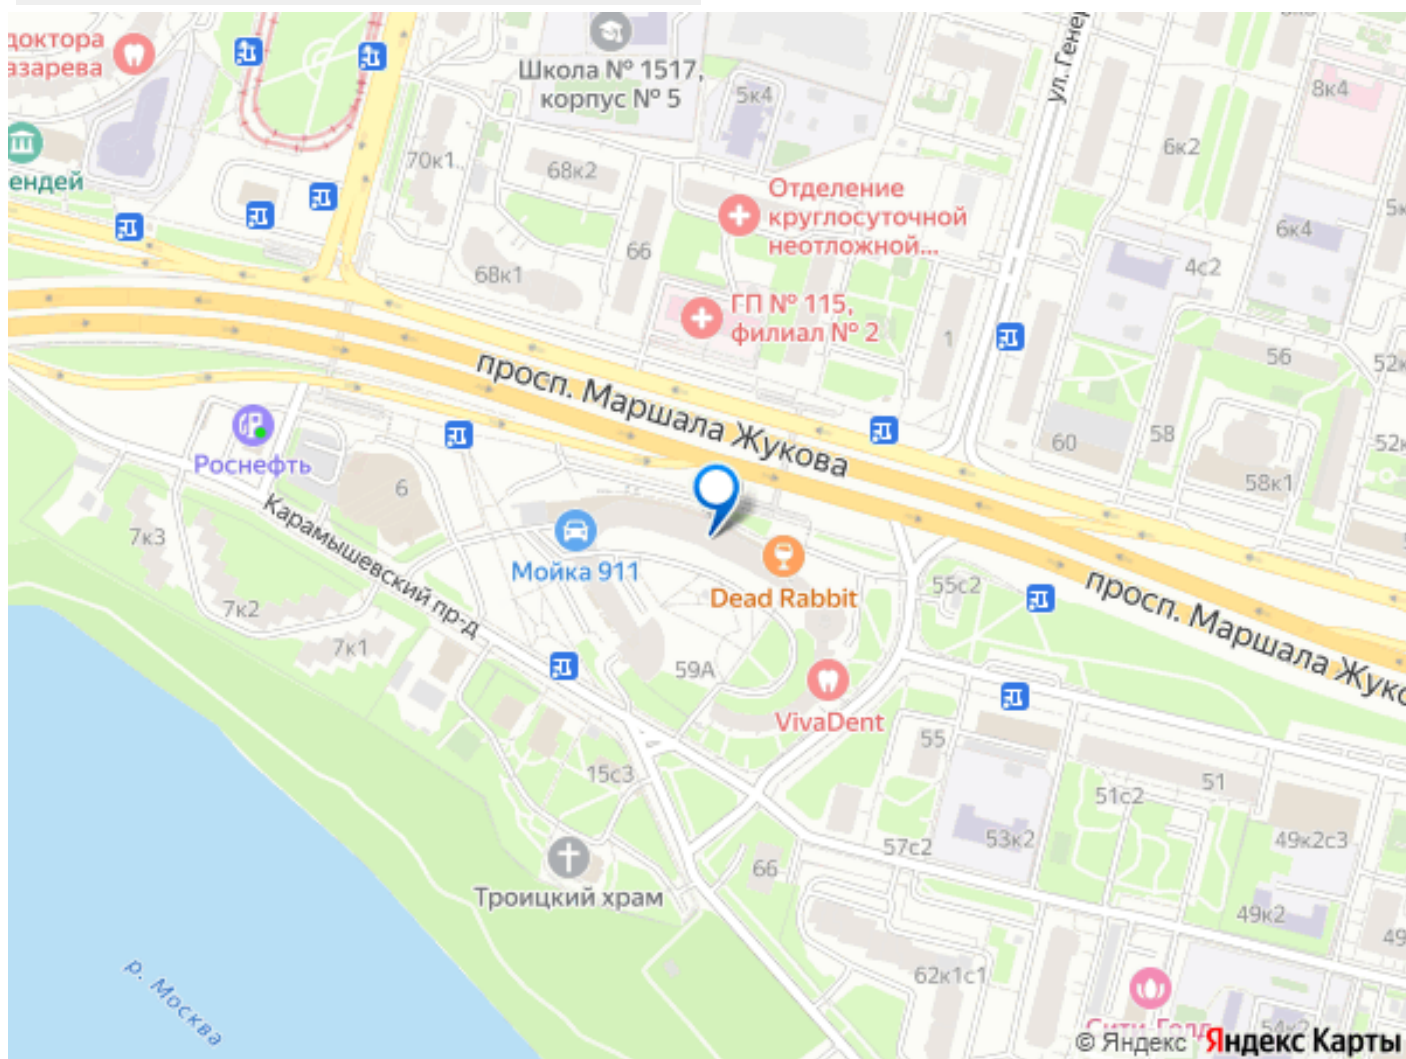 доктора
азарева
ендей
Школа № 1517,
корпус № 5
5к4
ул. Генер
8к4
70к1
68к2
6к2
Отделение
круглосуточной
неотложной...
66
68к1
6к4
4с2
ГП № 115,
филиал № 2
1
56
просп. Маршала Жукова
60
58
58к1
Роснефть
6
Карамышевский пр-д
7к3
7к2
7к1
Мойка 911
Dead Rabbit
55с2
просп. Маршала Жуко
59А
VivaDent
55
51
51с2
15с3
57с2
53к2
49к2с3
66
Троицкий храм
49к2
49
62к1с1
р. Москва
Сити-Голд
54к2
© Яндекс Яндекс Карты